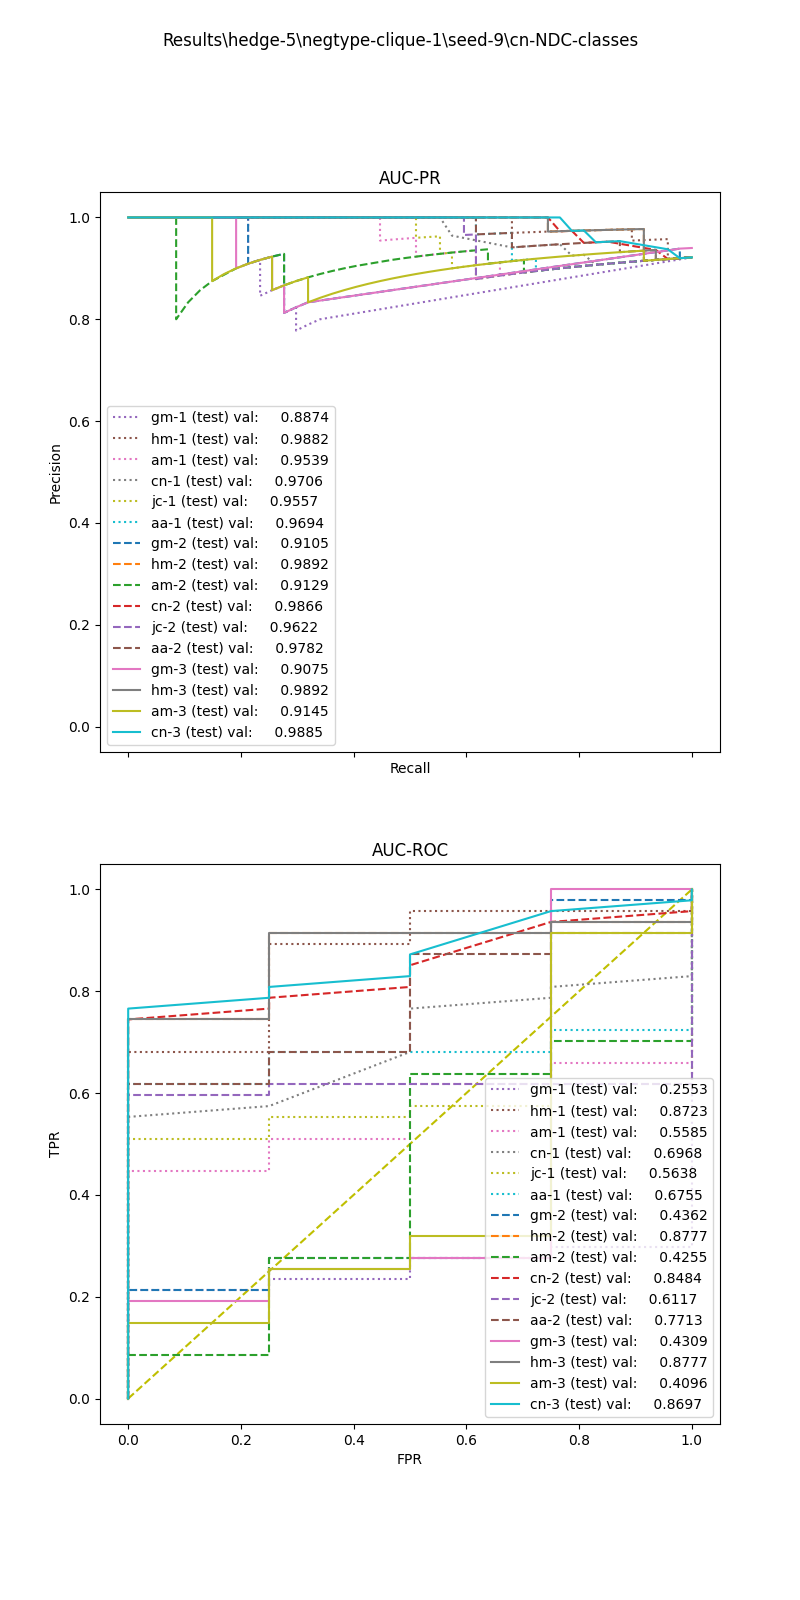 Results\hedge-5\negtype-clique-1\seed-9\cn-NDC-classes
AUC-PR
1.0
0.8
0.6
0.4
0.2
0.0
Precision
gm-1 (test) val: 0.8874
hm-1 (test) val: 0.9882
am-1 (test) val: 0.9539
cn-1 (test) val: 0.9706
jc-1 (test) val: 0.9557
aa-1 (test) val: 0.9694
gm-2 (test) val: 0.9105
hm-2 (test) val: 0.9892
am-2 (test) val: 0.9129
cn-2 (test) val: 0.9866
jc-2 (test) val: 0.9622
aa-2 (test) val: 0.9782
gm-3 (test) val: 0.9075
hm-3 (test) val: 0.9892
am-3 (test) val: 0.9145
cn-3 (test) val: 0.9885
Recall
AUC-ROC
1.0
0.8
0.6
0.4
0.2
0.0
TPR
gm-1 (test) val: 0.2553
hm-1 (test) val: 0.8723
am-1 (test) val: 0.5585
cn-1 (test) val: 0.6968
jc-1 (test) val: 0.5638
aa-1 (test) val: 0.6755
gm-2 (test) val: 0.4362
hm-2 (test) val: 0.8777
am-2 (test) val: 0.4255
cn-2 (test) val: 0.8484
jc-2 (test) val: 0.6117
aa-2 (test) val: 0.7713
gm-3 (test) val: 0.4309
hm-3 (test) val: 0.8777
am-3 (test) val: 0.4096
cn-3 (test) val: 0.8697
0.0 0.2 0.4 0.6 0.8 1.0
FPR